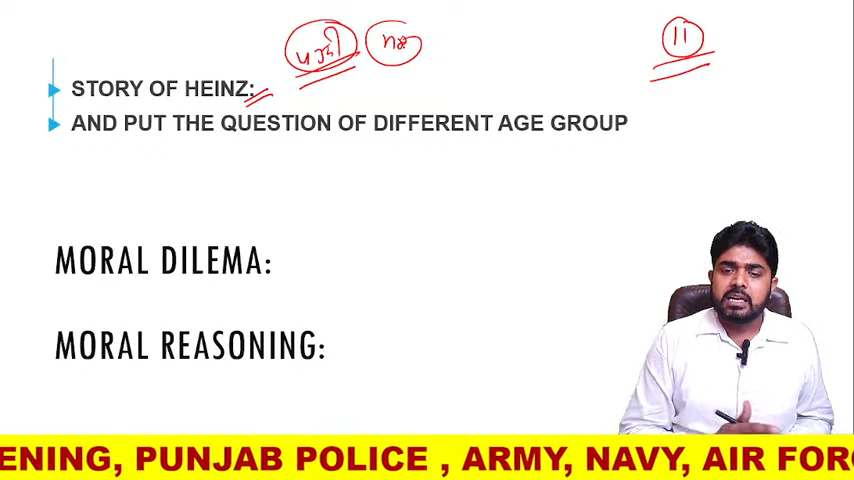 पत्नी
11
STORY OF HEINZ:
AND PUT THE QUESTION OF DIFFERENT AGE GROUP
MORAL DILEMA:
MORAL REASONING:
ENING, PUNJAB POLICE , ARMY, NAVY, AIR FOR